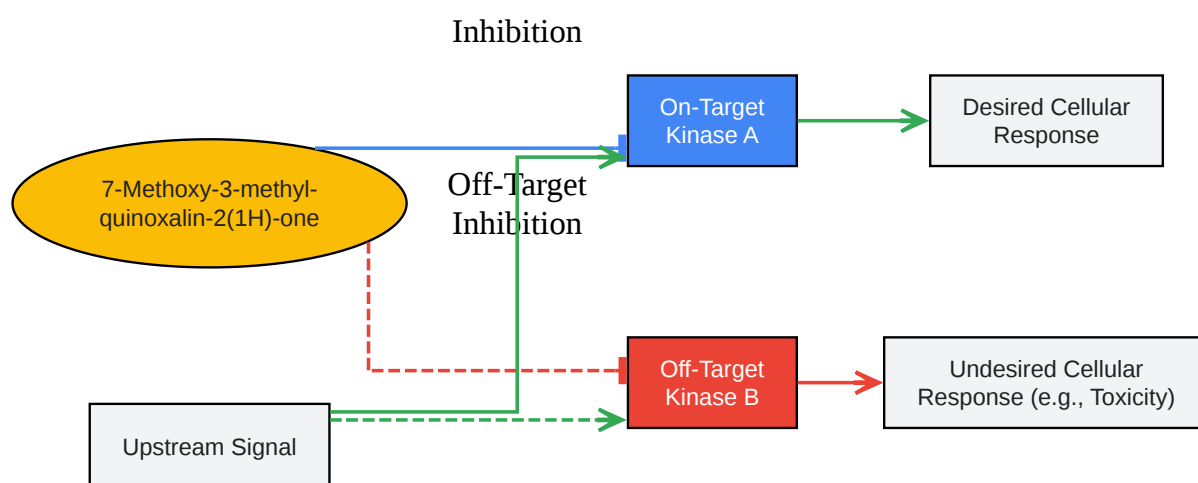 Inhibition
On-Target
Kinase A
Desired Cellular
Response
7-Methoxy-3-methyl-
quinoxalin-2(1H)-one
Off-Target
Inhibition
Off-Target
Kinase B
Undesired Cellular
Response (e.g., Toxicity)
Upstream Signal